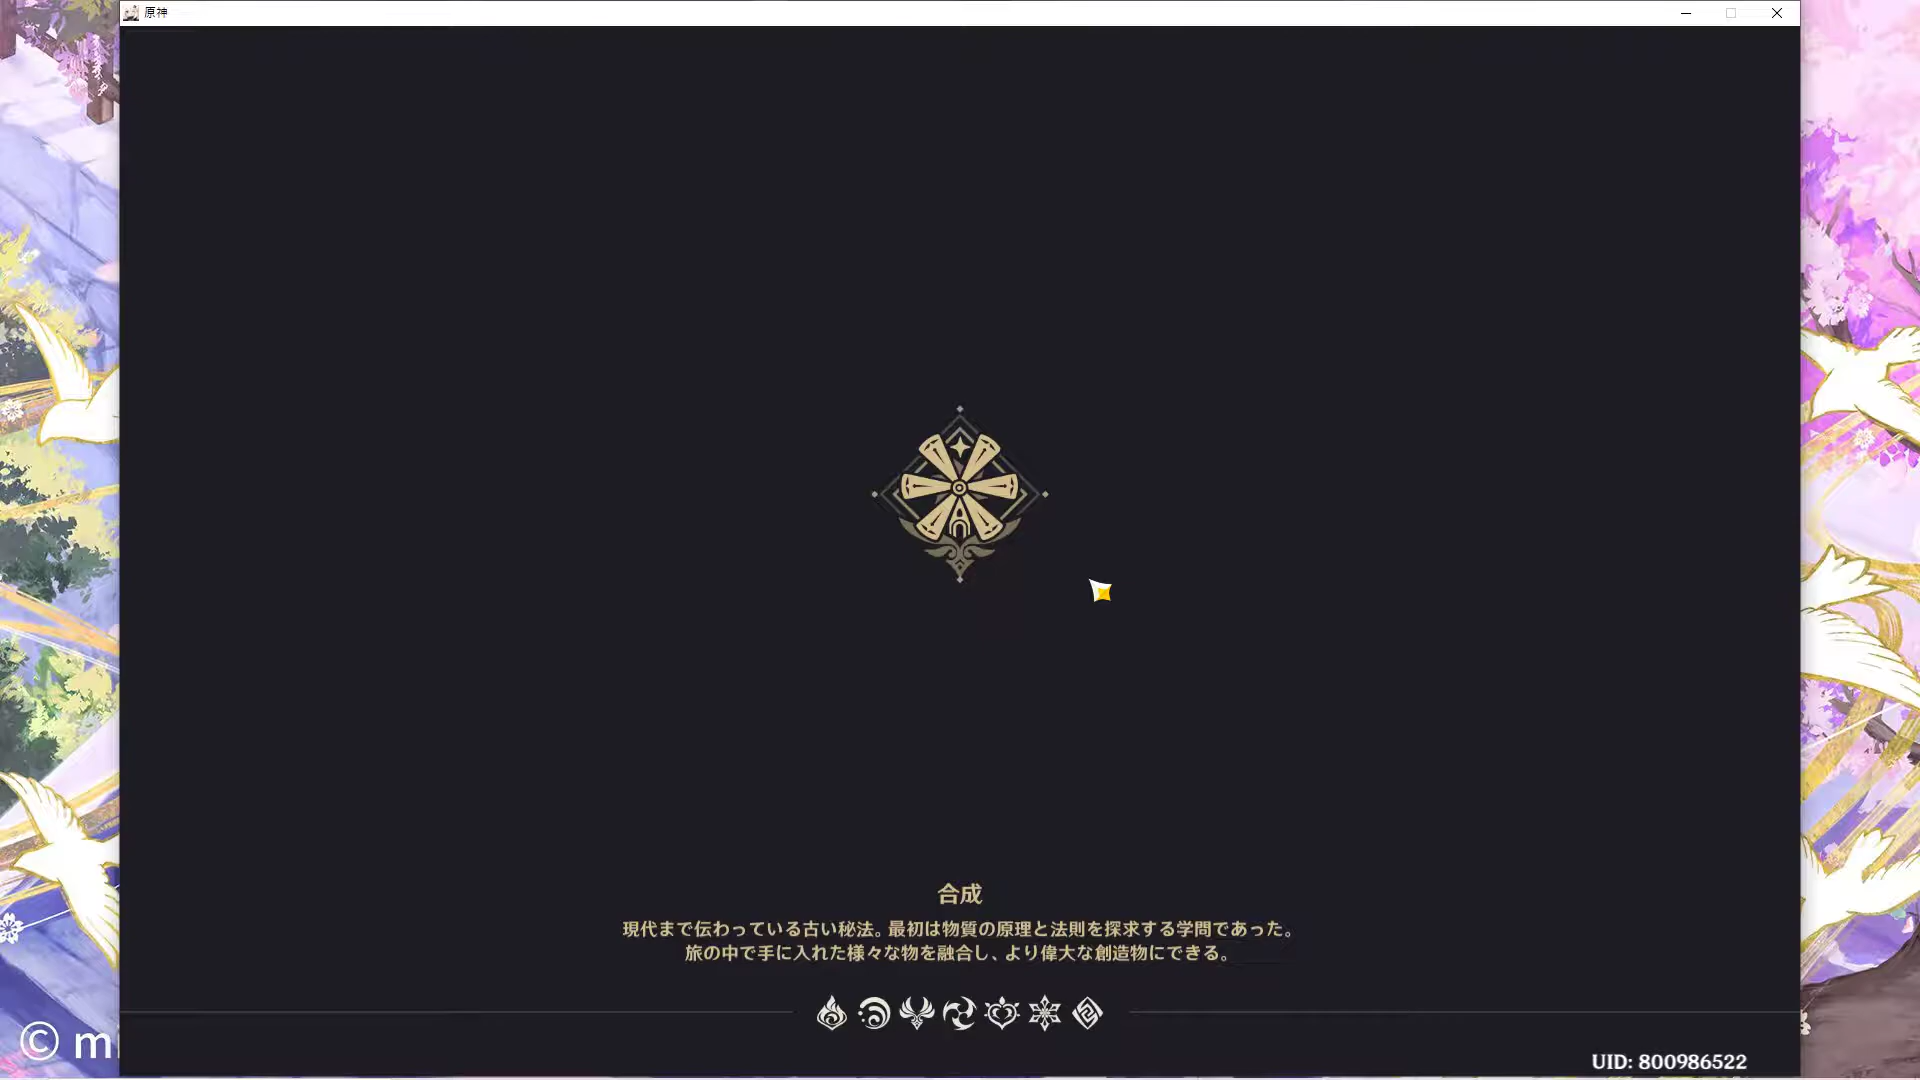 原神
合成
現代まで伝わっている古い秘法。最初は物質の原理と法則を探求する学問であった。
旅の中で手に入れた様々な物を融合し、より偉大な創造物にできる。
© m
UID: 800986522